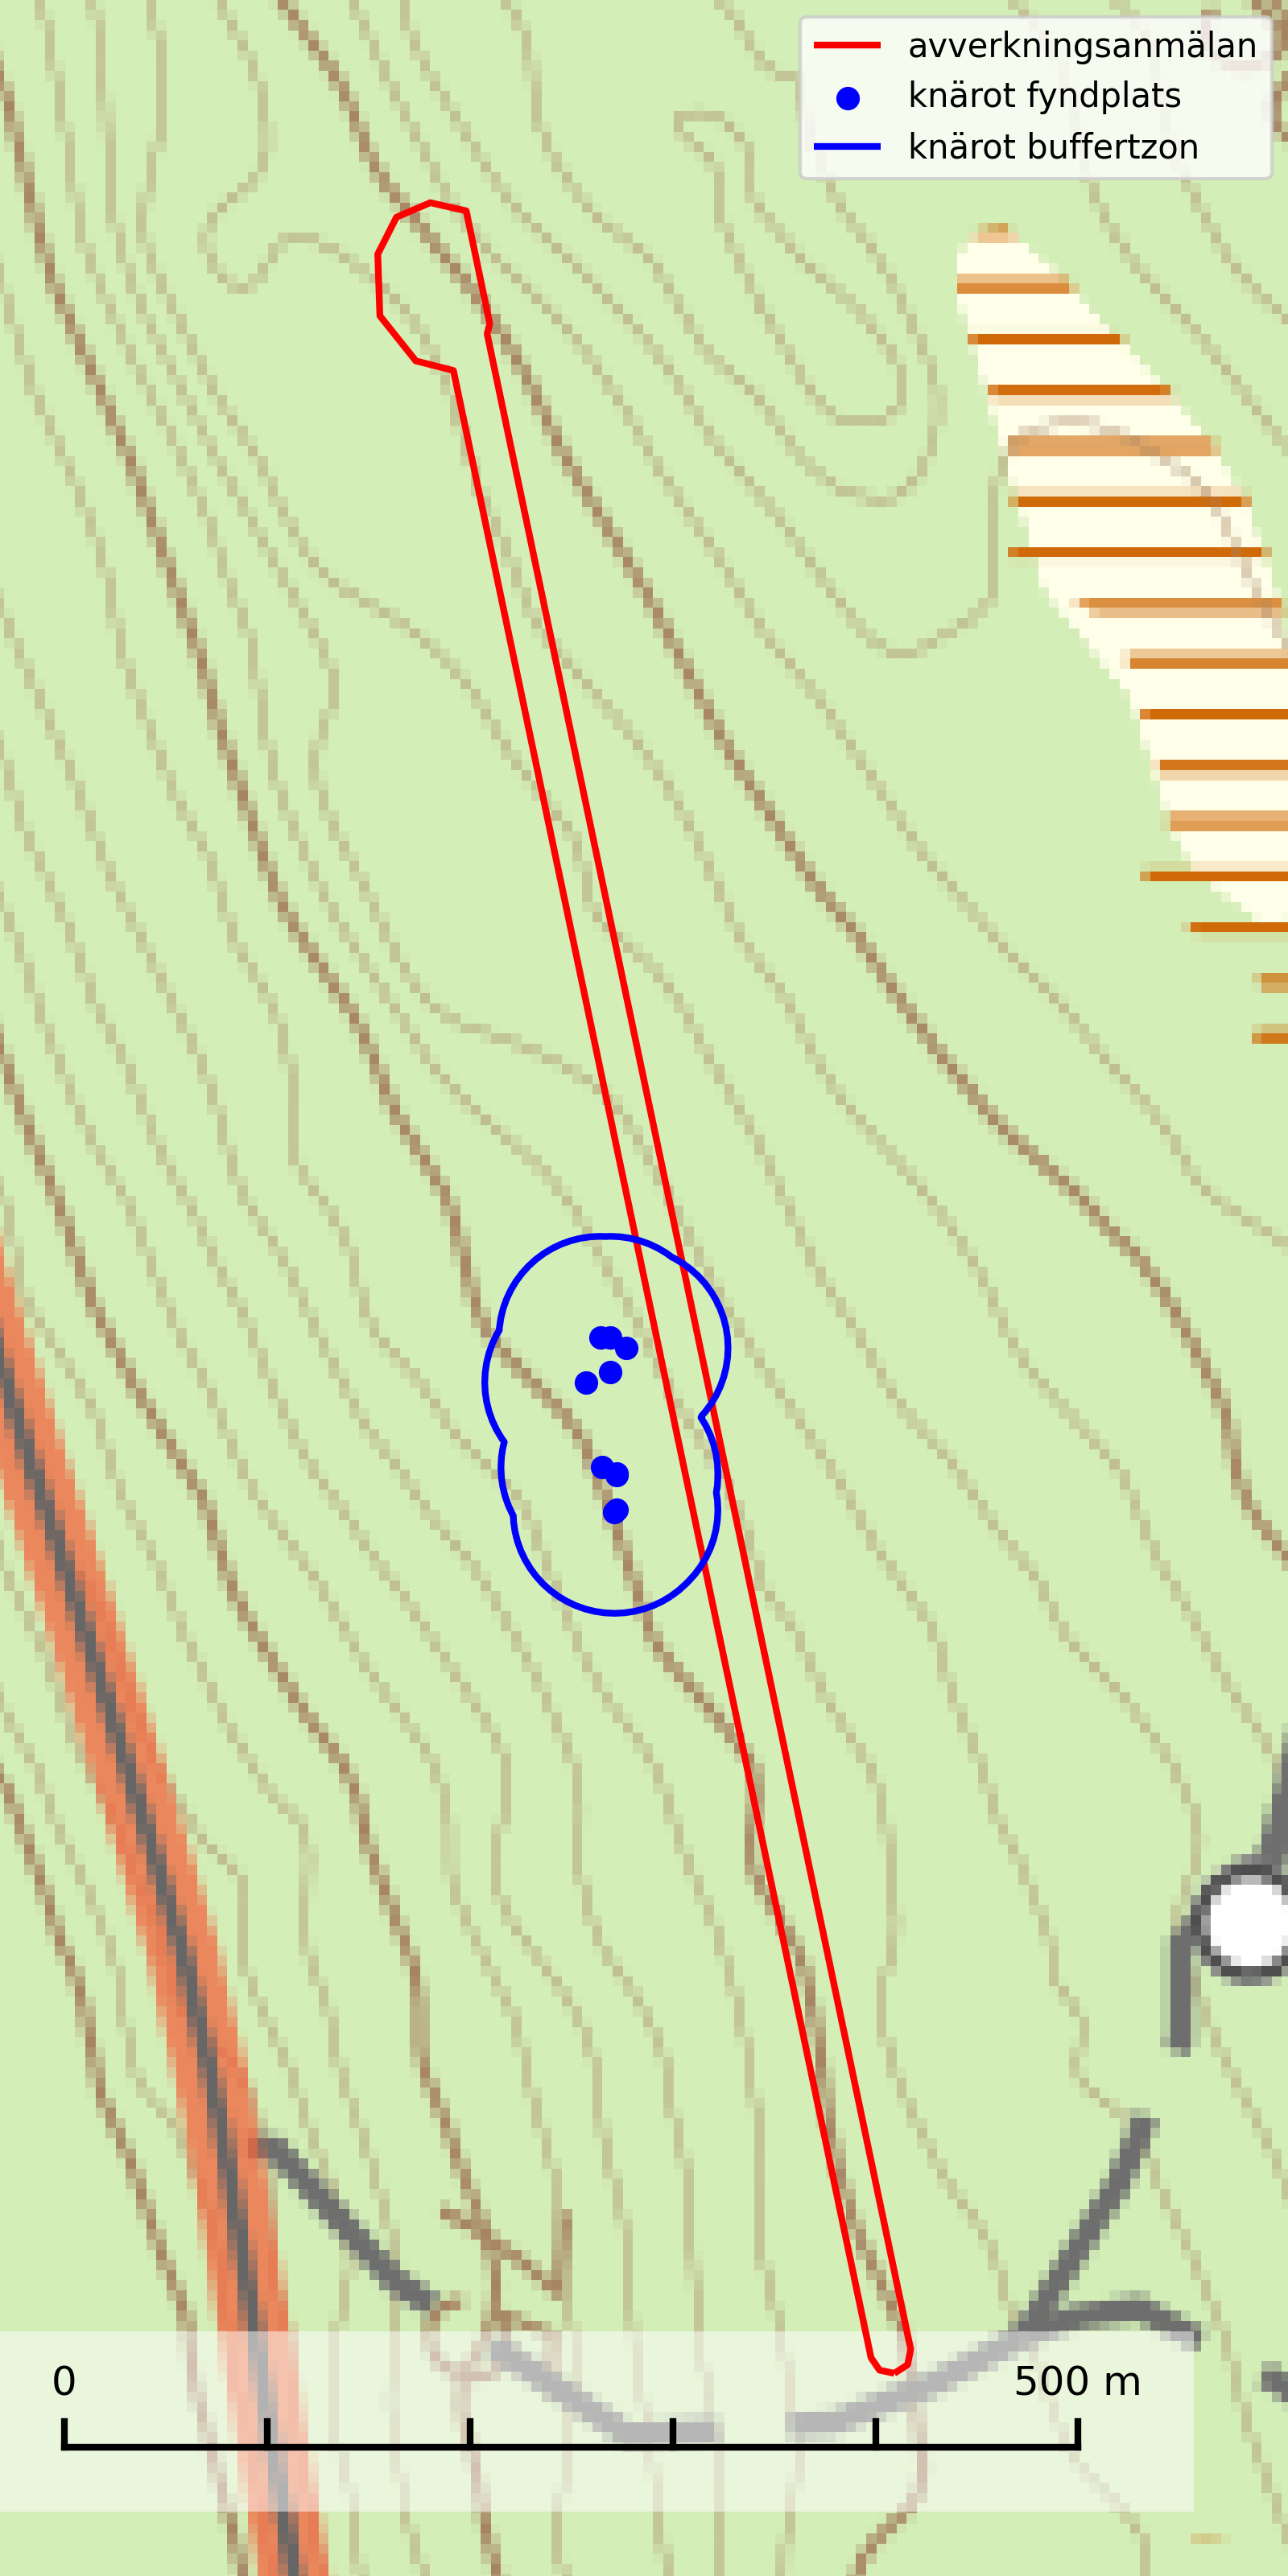 avverkningsanmälan
knärot fyndplats
knärot buffertzon
0
500 m